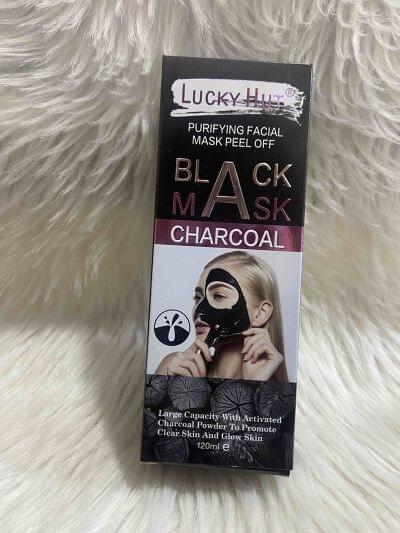 LUCKY HUT®
PURIFYING FACIAL
MASK PEEL OFF
BLACK
MASK
CHARCOAL
Large Capacity With Activated
Charcoal Powder To Promote
Clear Skin And Glow Skin
120ml e